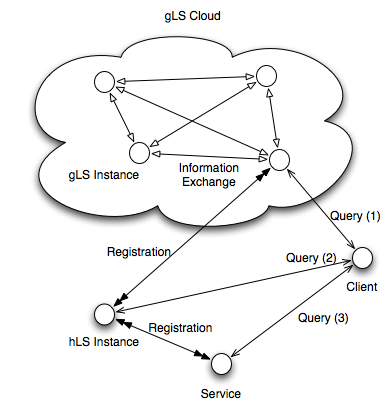 gLS Cloud
gLS Instance
Information
Exchange
Query (1)
Registration
Query (2)
Client
hLS Instance
Registration
Query (3)
Service